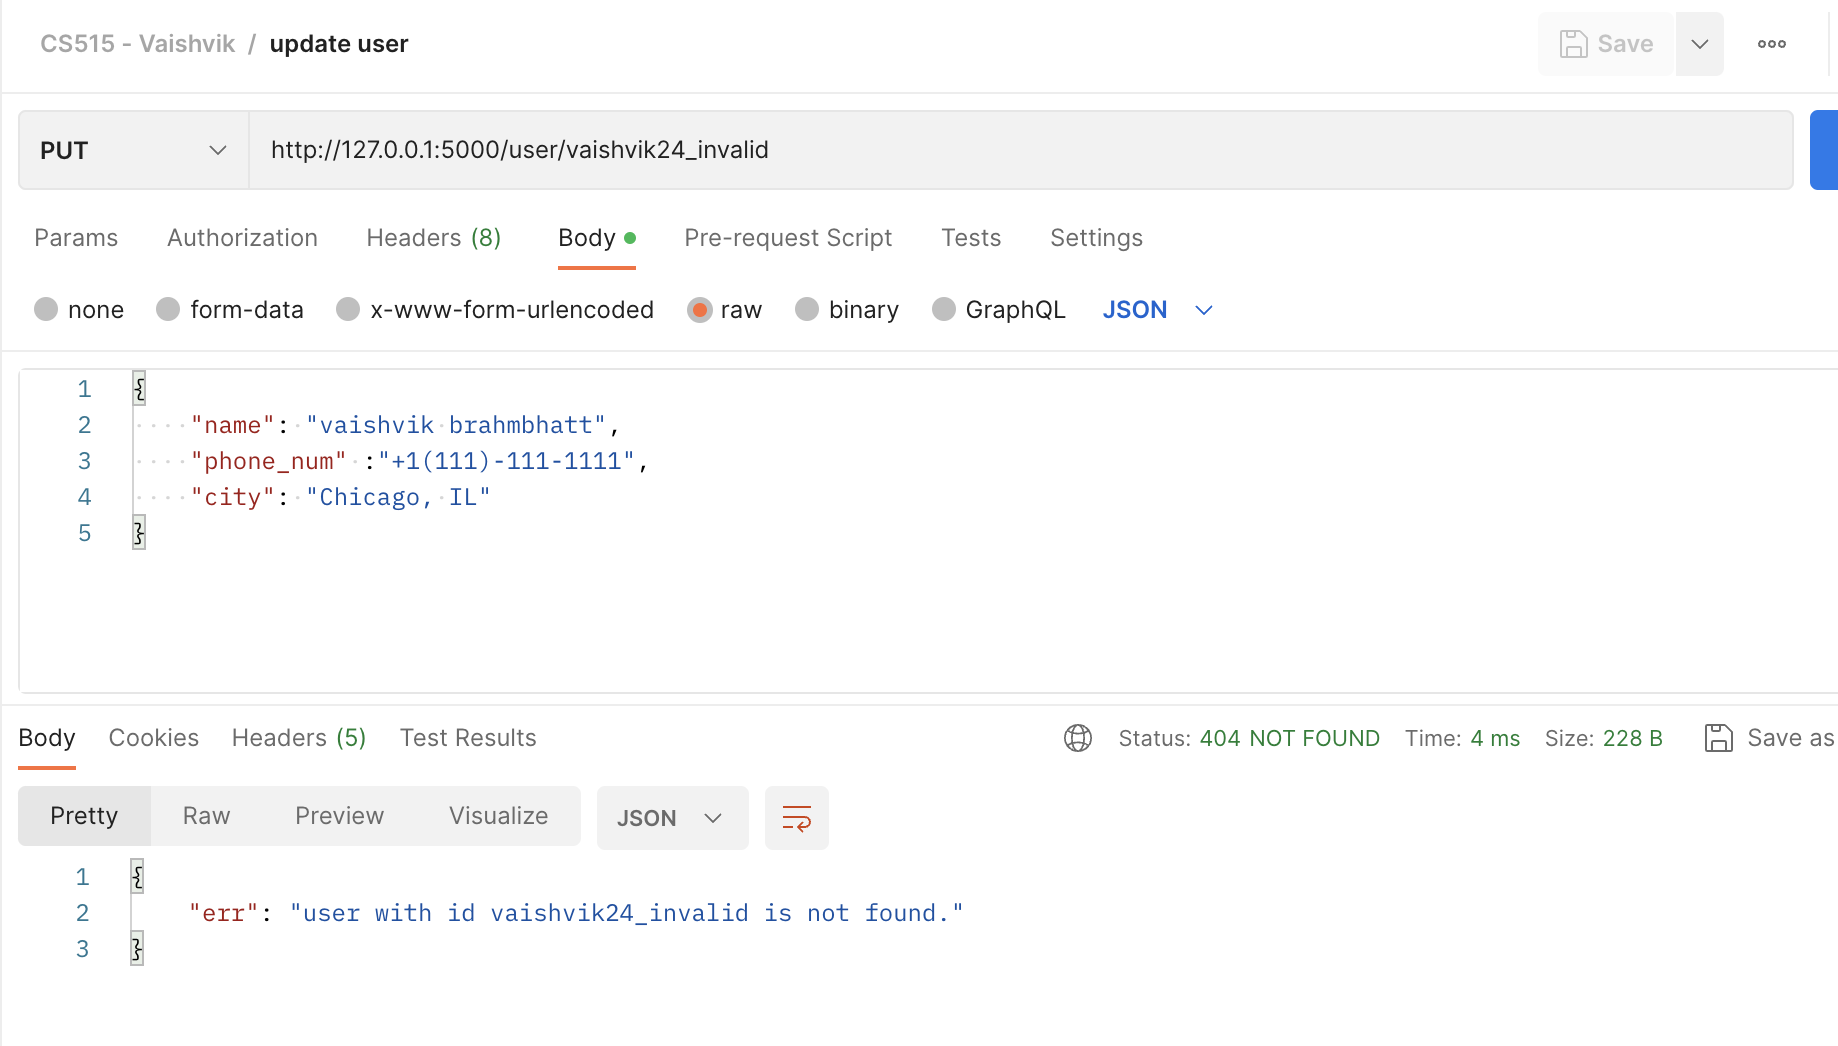 CS515 - Vaishvik / update user
Save
PUT
http://127.0.0.1:5000/user/vaishvik24_invalid
Params Authorization Headers (8) Body Pre-request Script Tests Settings
none form-data x-www-form-urlencoded raw binary GraphQL JSON
1 {
2 "name": "vaishvik brahmbhatt",
3 "phone_num" :"+1(111)-111-1111",
4 "city": "Chicago, IL"
5 }
Body Cookies Headers (5) Test Results Status: 404 NOT FOUND Time: 4 ms Size: 228 B Save as
Pretty Raw Preview Visualize JSON
1 {
2 "err": "user with id vaishvik24_invalid is not found."
3 }